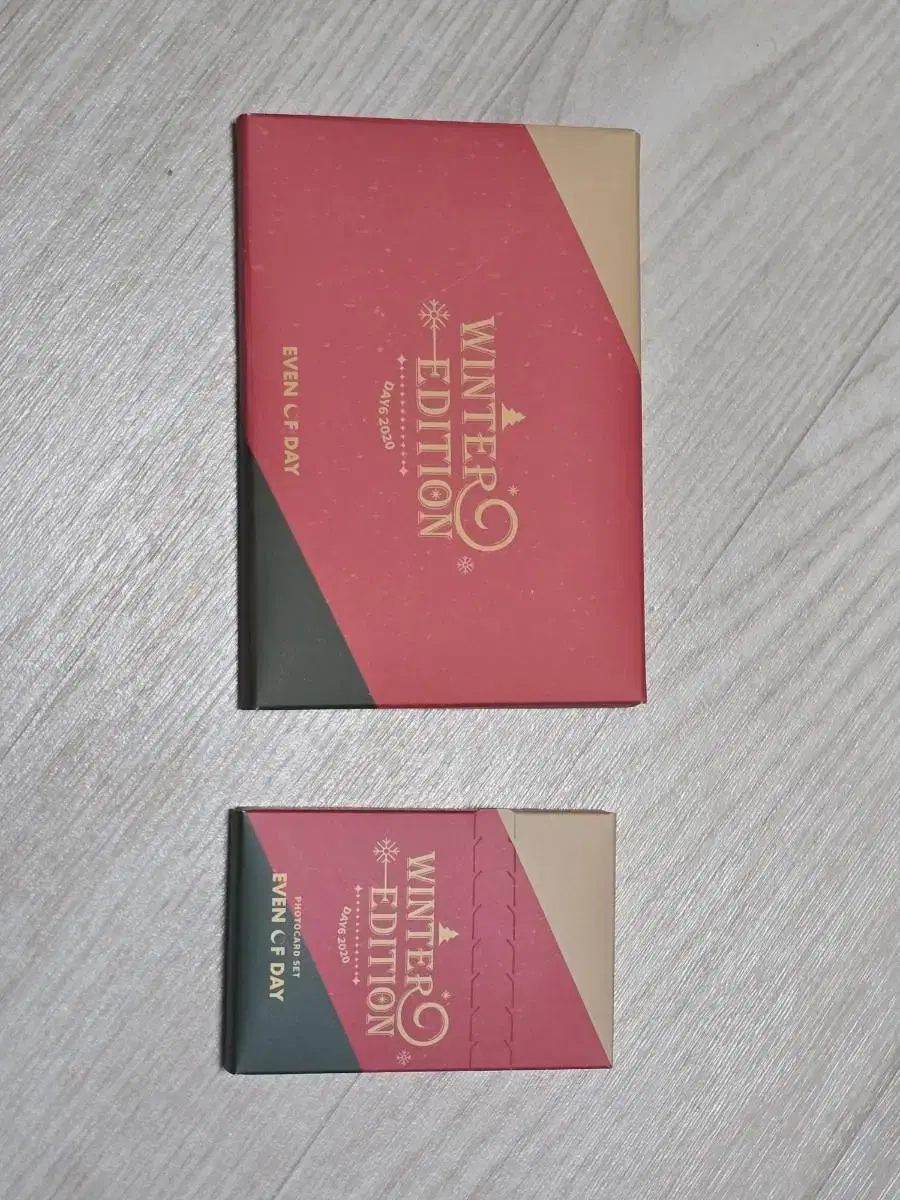 WINTER
EDITION
DAY6 2020
EVEN OF DAY
WINTER
EDITION
DAY6 2020
PHOTOCARD SET
EVEN OF DAY